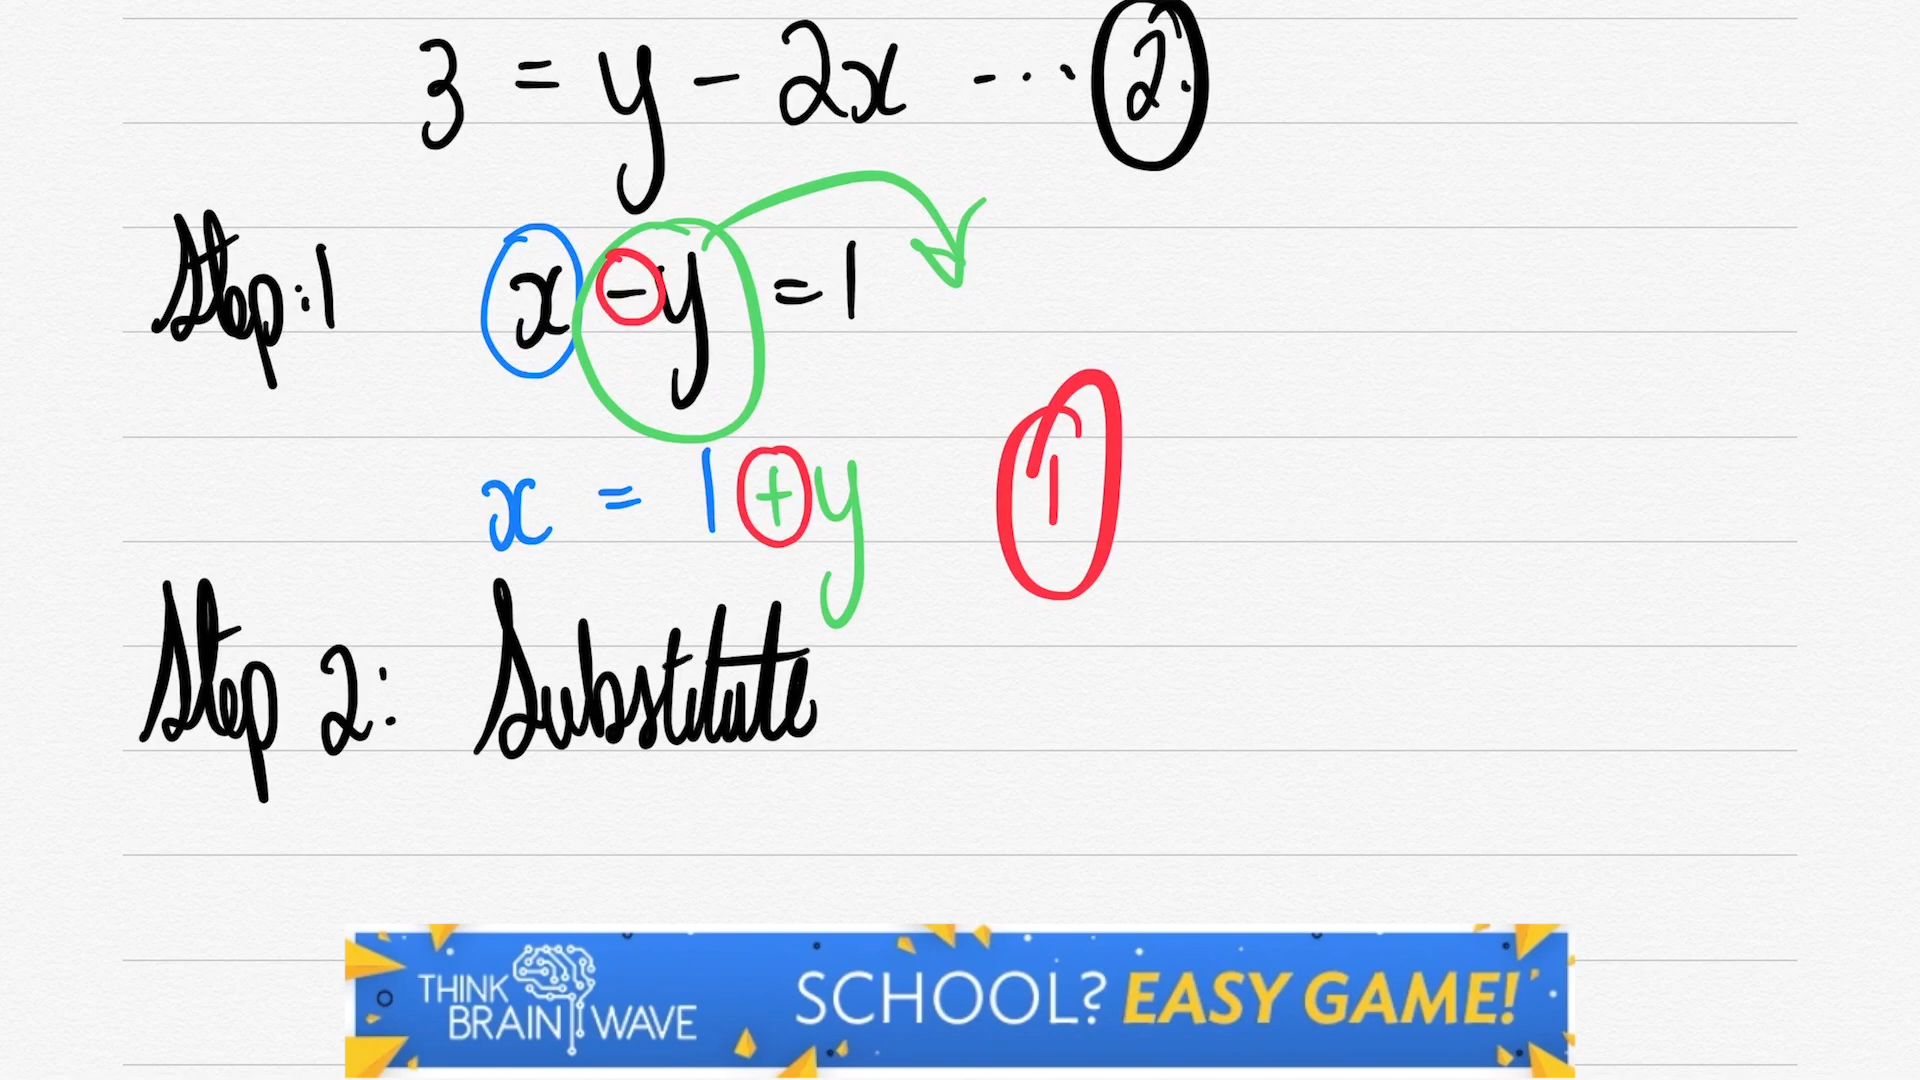 3 = y - 2x -··· 2.
Step:1 x - y = 1
x = 1 + y 1
Step 2: Substitute
THINK BRAIN WAVE SCHOOL? EASY GAME!